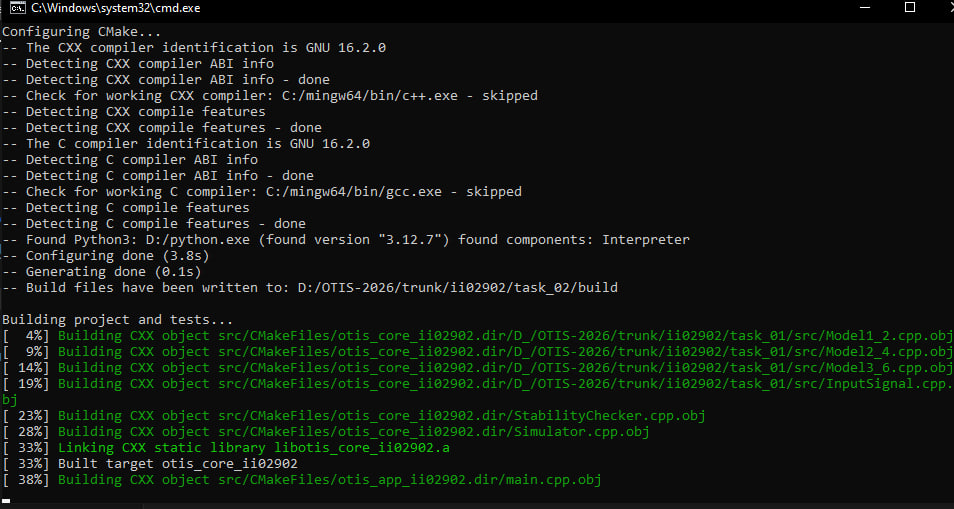 C:\Windows\system32\cmd.exe
Configuring CMake...
-- The CXX compiler identification is GNU 16.2.0
-- Detecting CXX compiler ABI info
-- Detecting CXX compiler ABI info - done
-- Check for working CXX compiler: C:/mingw64/bin/c++.exe - skipped
-- Detecting CXX compile features
-- Detecting CXX compile features - done
-- The C compiler identification is GNU 16.2.0
-- Detecting C compiler ABI info
-- Detecting C compiler ABI info - done
-- Check for working C compiler: C:/mingw64/bin/gcc.exe - skipped
-- Detecting C compile features
-- Detecting C compile features - done
-- Found Python3: D:/python.exe (found version "3.12.7") found components: Interpreter
-- Configuring done (3.8s)
-- Generating done (0.1s)
-- Build files have been written to: D:/OTIS-2026/trunk/ii02902/task_02/build
Building project and tests...
[  4%] Building CXX object src/CMakeFiles/otis_core_ii02902.dir/D_/OTIS-2026/trunk/ii02902/task_01/src/Model1_2.cpp.obj
[  9%] Building CXX object src/CMakeFiles/otis_core_ii02902.dir/D_/OTIS-2026/trunk/ii02902/task_01/src/Model2_4.cpp.obj
[ 14%] Building CXX object src/CMakeFiles/otis_core_ii02902.dir/D_/OTIS-2026/trunk/ii02902/task_01/src/Model3_6.cpp.obj
[ 19%] Building CXX object src/CMakeFiles/otis_core_ii02902.dir/D_/OTIS-2026/trunk/ii02902/task_01/src/InputSignal.cpp.
bj
[ 23%] Building CXX object src/CMakeFiles/otis_core_ii02902.dir/StabilityChecker.cpp.obj
[ 28%] Building CXX object src/CMakeFiles/otis_core_ii02902.dir/Simulator.cpp.obj
[ 33%] Linking CXX static library libotis_core_ii02902.a
[ 33%] Built target otis_core_ii02902
[ 38%] Building CXX object src/CMakeFiles/otis_app_ii02902.dir/main.cpp.obj